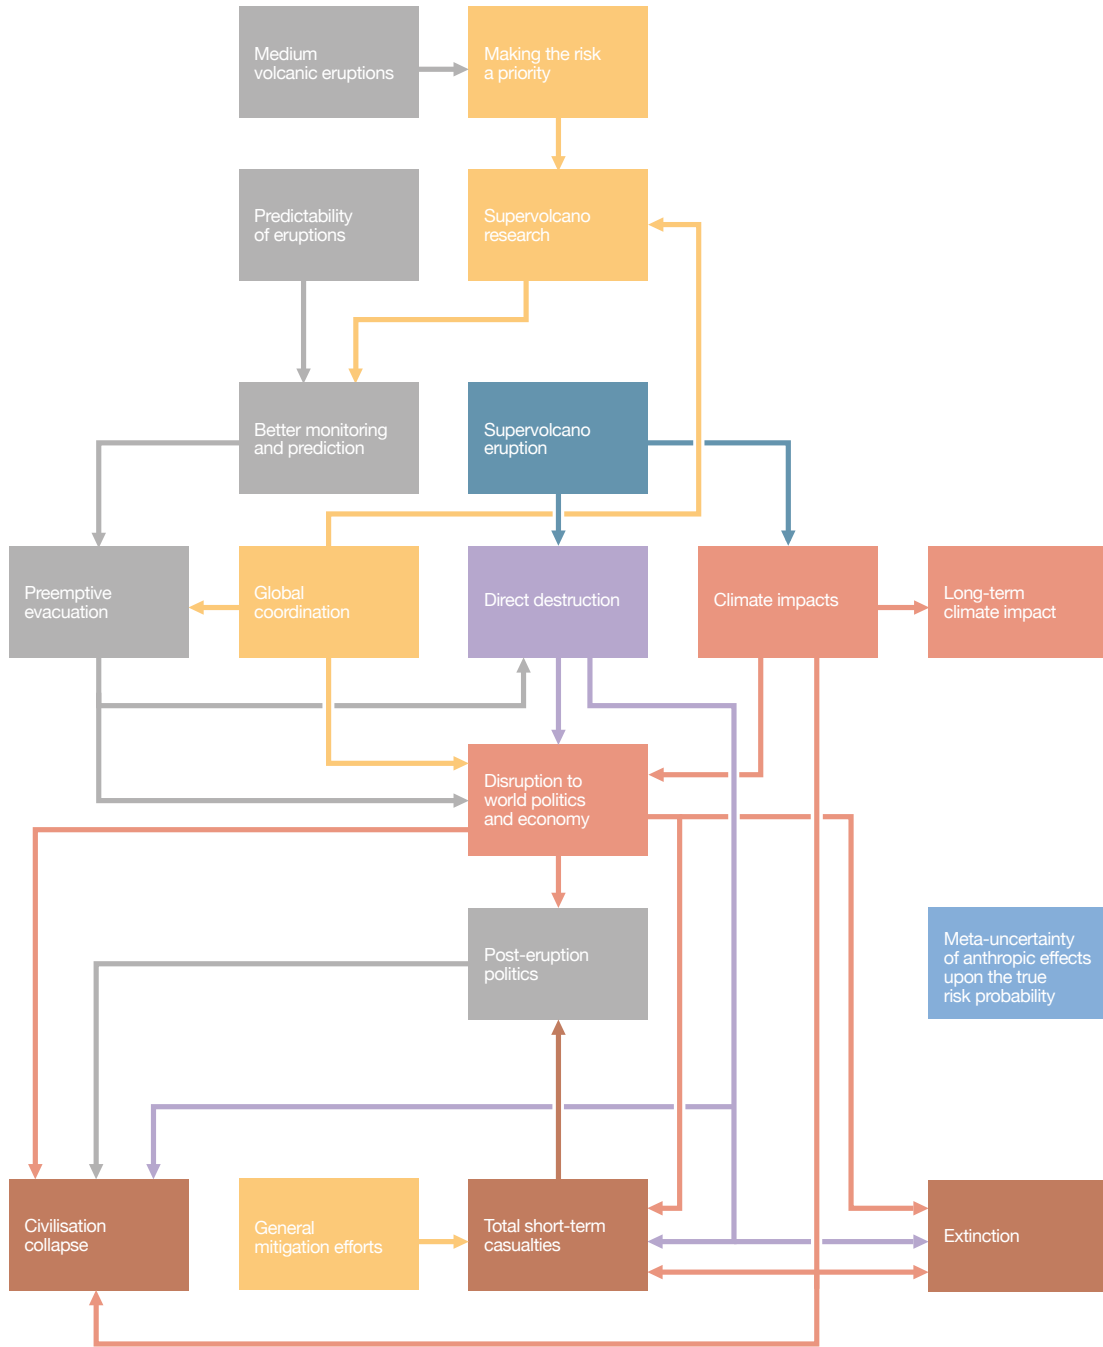 Medium
volcanic eruptions
Making the risk
a priority
Predictability
of eruptions
Supervolcano
research
Better monitoring
and prediction
Supervolcano
eruption
Preemptive
evacuation
Global
coordination
Direct destruction
Climate impacts
Long-term
climate impact
Disruption to
world politics
and economy
Post-eruption
politics
Meta-uncertainty
of anthropic effects
upon the true
risk probability
Civilisation
collapse
General
mitigation efforts
Total short-term
casualties
Extinction